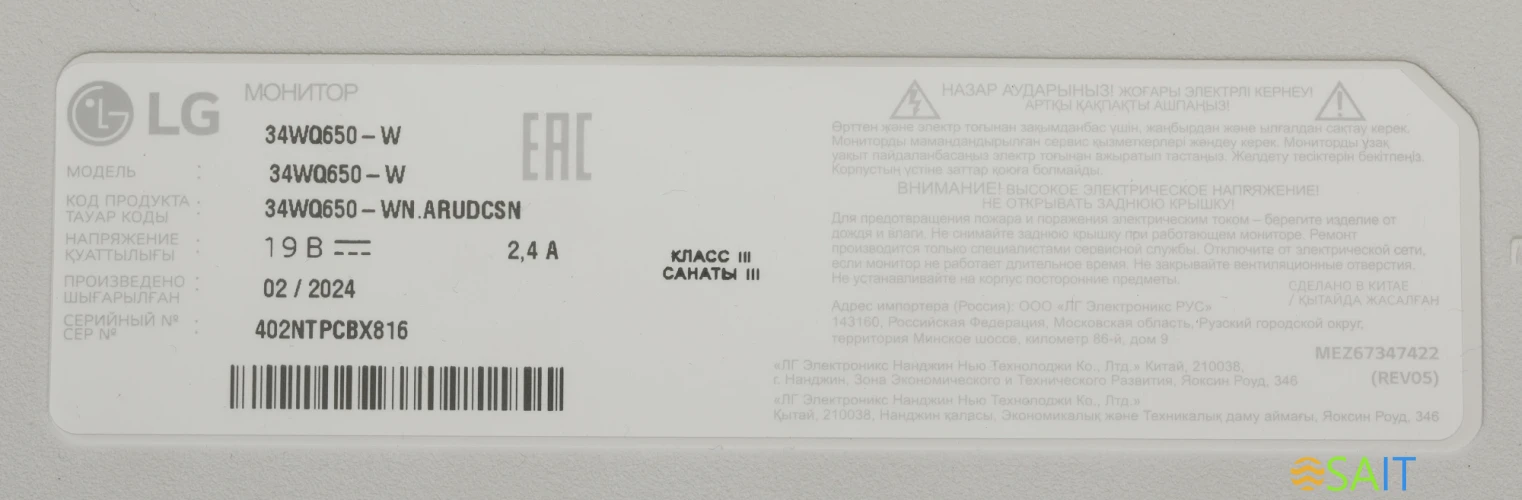 LG
МОНИТОР
34WQ650-W
EAC
МОДЕЛЬ : 34WQ650-W
КОД ПРОДУКТА :
ТАУАР КОДЫ : 34WQ650-WN.ARUDCSN
НАПРЯЖЕНИЕ :
ҚУАТТЫЛЫҒЫ : 19 В 2,4 А
ПРОИЗВЕДЕНО :
ШЫҒАРЫЛҒАН : 02 / 2024
СЕРИЙНЫЙ № :
СЕР № : 402NTPCBX816
КЛАСС III
САНАТЫ III
НАЗАР АУДАРЫҢЫЗ! ЖОҒАРЫ ЭЛЕКТРЛІ КЕРНЕУ!
АРТҚЫ ҚАҚПАҚТЫ АШПАҢЫЗ!
Өрттен және электр тоғынан зақымданбас үшін, жаңбырдан және ылғалдан сақтау керек.
Мониторды мамандандырылған сервис қызметкерлері жөндеу керек. Мониторды ұзақ
уақыт пайдаланбасаңыз электр тоғынан ажыратып тастаңыз. Желдету тесіктерін бекітпеңіз.
Корпустың үстіне заттар қоюға болмайды.
ВНИМАНИЕ! ВЫСОКОЕ ЭЛЕКТРИЧЕСКОЕ НАПРЯЖЕНИЕ!
НЕ ОТКРЫВАТЬ ЗАДНЮЮ КРЫШКУ!
Для предотвращения пожара и поражения электрическим током – берегите изделие от
дождя и влаги. Не снимайте заднюю крышку при работающем мониторе. Ремонт
производится только специалистами сервисной службы. Отключите от электрической сети,
если монитор не работает длительное время. Не закрывайте вентиляционные отверстия.
Не устанавливайте на корпус посторонние предметы.
СДЕЛАНО В КИТАЕ
/ ҚЫТАЙДА ЖАСАЛҒАН
Адрес импортера (Россия): ООО «ЛГ Электроникс РУС»
143160, Российская Федерация, Московская область, Рузский городской округ,
территория Минское шоссе, километр 86-й, дом 9
MEZ67347422
(REV05)
«ЛГ Электроникс Нанджин Нью Технолоджи Ко., Лтд.» Китай, 210038,
г. Нанджин, Зона Экономического и Технического Развития, Яоксин Роуд, 346
«ЛГ Электроникс Нанджин Нью Технолоджи Ко., Лтд.»
Қытай, 210038, Нанджин қалрсы, Экономикалық және Техникалық даму аймағы, Яоксин Роуд, 346
SAIT